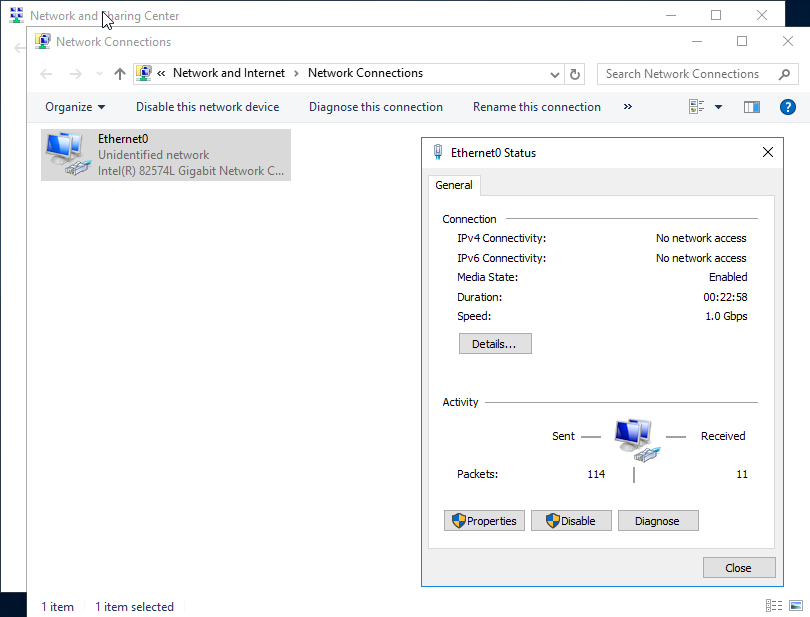 Network and Sharing Center
Network Connections
« Network and Internet › Network Connections
Search Network Connections
Organize Disable this network device Diagnose this connection Rename this connection »
Ethernet0
Unidentified network
Intel(R) 82574L Gigabit Network C...
Ethernet0 Status
General
Connection
IPv4 Connectivity: No network access
IPv6 Connectivity: No network access
Media State: Enabled
Duration: 00:22:58
Speed: 1.0 Gbps
Details...
Activity
Sent Received
Packets: 114 11
Properties Disable Diagnose
Close
1 item 1 item selected